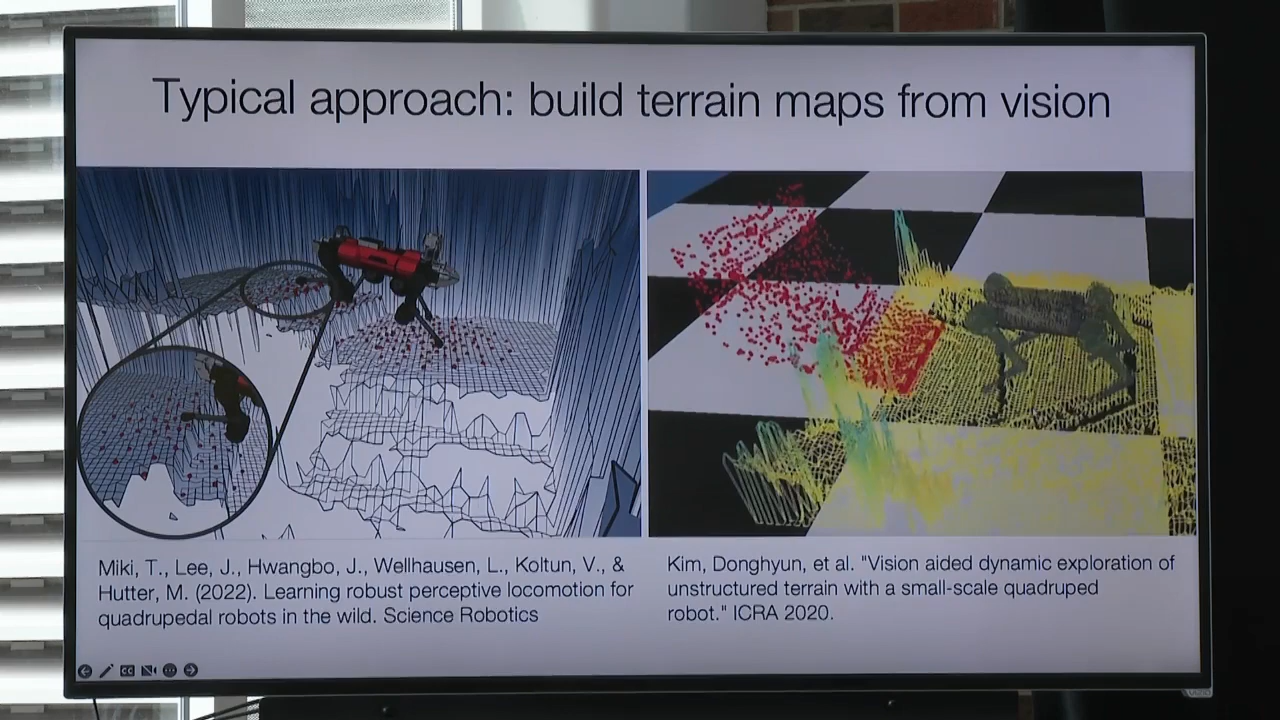 Typical approach: build terrain maps from vision
Miki, T., Lee, J., Hwangbo, J., Wellhausen, L., Koltun, V., &
Hutter, M. (2022). Learning robust perceptive locomotion for
quadrupedal robots in the wild. Science Robotics
Kim, Donghyun, et al. "Vision aided dynamic exploration of
unstructured terrain with a small-scale quadruped
robot." ICRA 2020.
CC